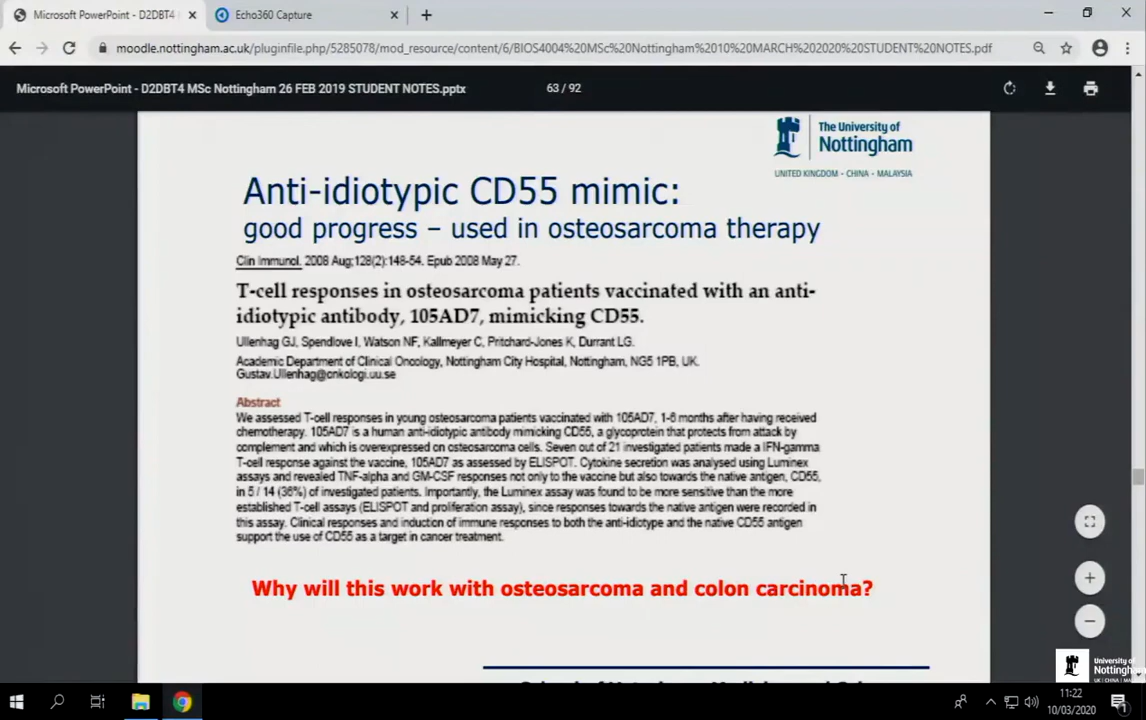 Microsoft PowerPoint - D2DBT4
Echo360 Capture
moodle.nottingham.ac.uk/pluginfile.php/5285078/mod_resource/content/6/BIOS4004%20MSc%20Nottingham%2010%20MARCH%202020%20STUDENT%20NOTES.pdf
Microsoft PowerPoint - D2DBT4 MSc Nottingham 26 FEB 2019 STUDENT NOTES.pptx
63 / 92
The University of
Nottingham
UNITED KINGDOM - CHINA - MALAYSIA
Anti-idiotypic CD55 mimic:
good progress – used in osteosarcoma therapy
Clin Immunol. 2008 Aug;128(2):148-54. Epub 2008 May 27.
T-cell responses in osteosarcoma patients vaccinated with an anti-
idiotypic antibody, 105AD7, mimicking CD55.
Ullenhag GJ, Spendlove I, Watson NF, Kallmeyer C, Pritchard-Jones K, Durrant LG.
Academic Department of Clinical Oncology, Nottingham City Hospital, Nottingham, NG5 1PB, UK.
Gustav.Ullenhag@onkologi.uu.se
Abstract
We assessed T-cell responses in young osteosarcoma patients vaccinated with 105AD7, 1-6 months after having received
chemotherapy. 105AD7 is a human anti-idiotypic antibody mimicking CD55, a glycoprotein that protects from attack by
complement and which is overexpressed on osteosarcoma cells. Seven out of 21 investigated patients made a IFN-gamma
T-cell response against the vaccine, 105AD7 as assessed by ELISPOT. Cytokine secretion was analysed using Luminex
assays and revealed TNF-alpha and GM-CSF responses not only to the vaccine but also towards the native antigen, CD55,
in 5 / 14 (36%) of investigated patients. Importantly, the Luminex assay was found to be more sensitive than the more
established T-cell assays (ELISPOT and proliferation assay), since responses towards the native antigen were recorded in
this assay. Clinical responses and induction of immune responses to both the anti-idiotype and the native CD55 antigen
support the use of CD55 as a target in cancer treatment.
Why will this work with osteosarcoma and colon carcinoma?
University of
Nottingham
UK | CHINA | MALAYSIA
11:22
10/03/2020
1